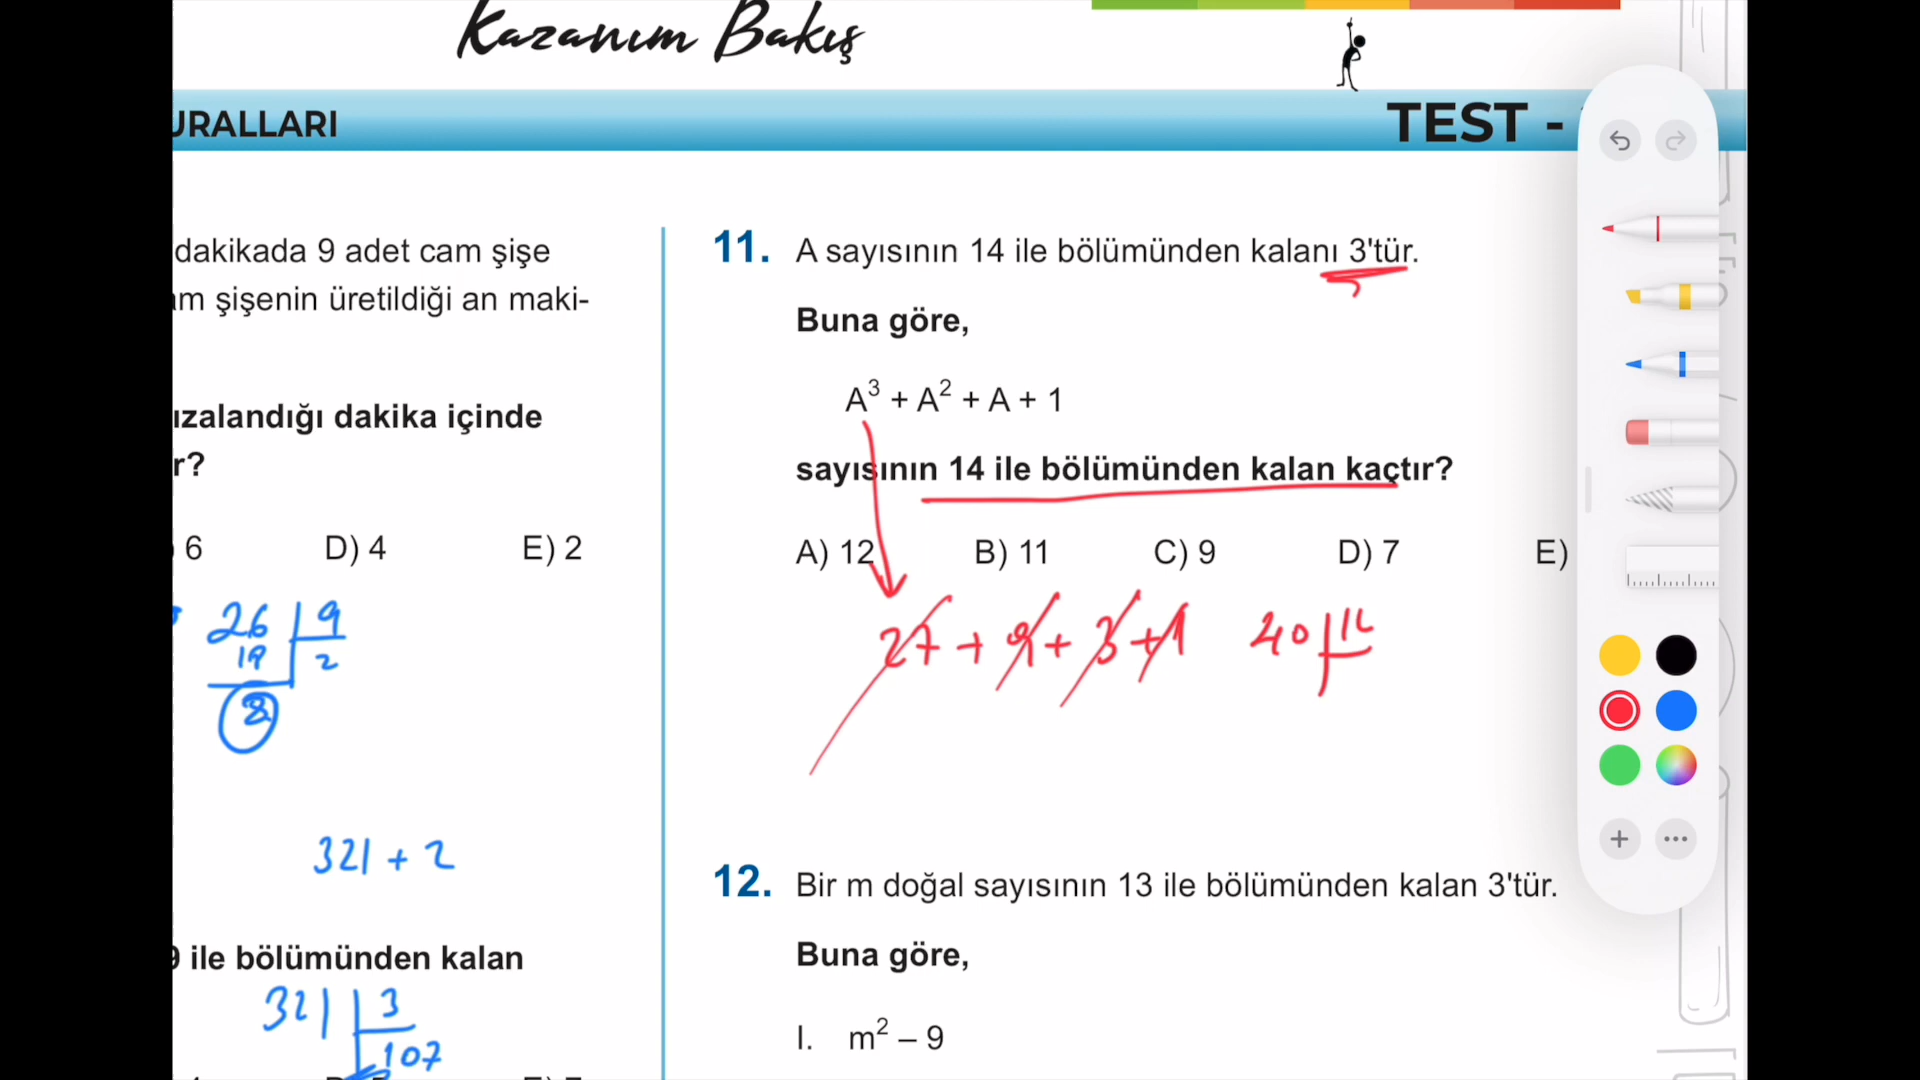 Kazanım Bakış
URALLARI
TEST -
dakikada 9 adet cam şişe
am şişenin üretildiği an maki-
ızalandığı dakika içinde
r?
6 D) 4 E) 2
26 9
19 2
8
321 + 2
9 ile bölümünden kalan
321 3
107
11. A sayısının 14 ile bölümünden kalanı 3'tür.
Buna göre,
A³ + A² + A + 1
sayısının 14 ile bölümünden kalan kaçtır?
A) 12 B) 11 C) 9 D) 7 E)
27 + 9 + 3 + 1 40
12. Bir m doğal sayısının 13 ile bölümünden kalan 3'tür.
Buna göre,
I. m² – 9